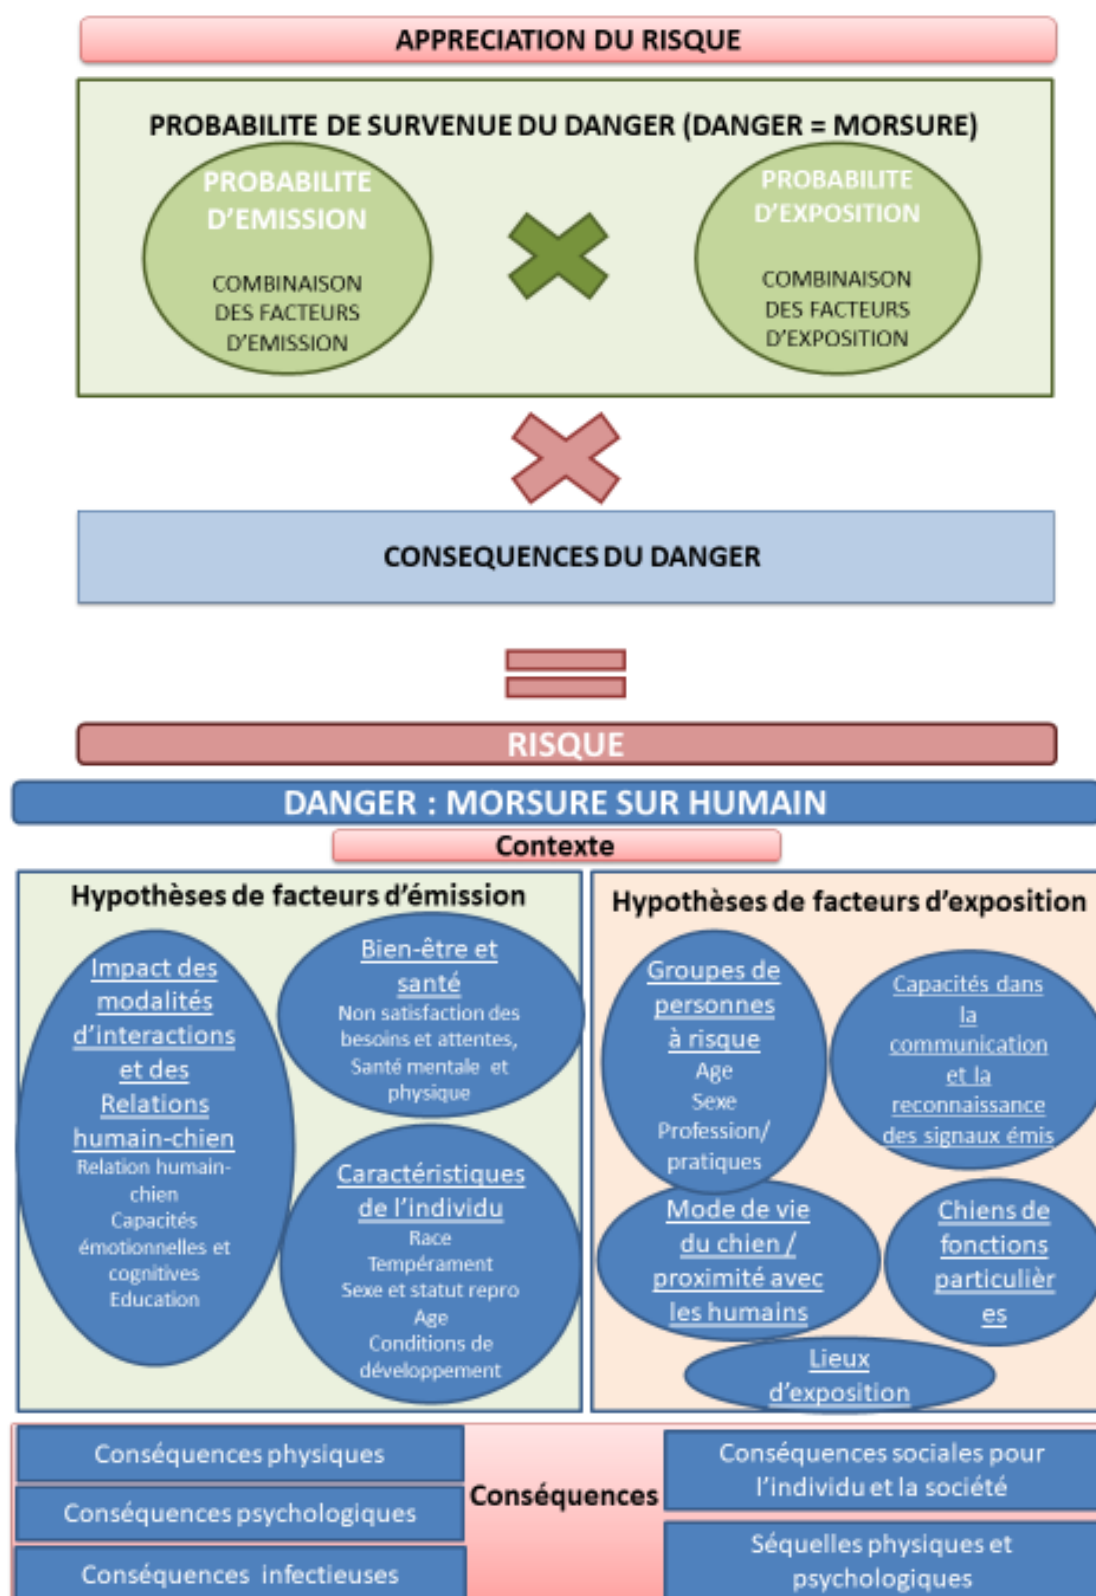 APPRECIATION DU RISQUE
PROBABILITE DE SURVENUE DU DANGER (DANGER = MORSURE)
PROBABILITE
D'EMISSION
COMBINAISON
DES FACTEURS
D'EMISSION
PROBABILITE
D'EXPOSITION
COMBINAISON
DES FACTEURS
D'EXPOSITION
CONSEQUENCES DU DANGER
RISQUE
DANGER : MORSURE SUR HUMAIN
Contexte
Hypothèses de facteurs d'émission
Impact des
modalités
d'interactions
et des
Relations
humain-chien
Relation humain-
chien
Capacités
émotionnelles et
cognitives
Education
Bien-être et
santé
Non satisfaction des
besoins et attentes,
Santé mentale et
physique
Caractéristiques
de l'individu
Race
Tempérament
Sexe et statut repro
Age
Conditions de
développement
Hypothèses de facteurs d'exposition
Groupes de
personnes
à risque
Age
Sexe
Profession/
pratiques
Capacités dans
la
communication
et la
reconnaissance
des signaux émis
Mode de vie
du chien /
proximité avec
les humains
Chiens de
fonctions
particulièr
es
Lieux
d'exposition
Conséquences physiques
Conséquences psychologiques
Conséquences infectieuses
Conséquences
Conséquences sociales pour
l'individu et la société
Séquelles physiques et
psychologiques